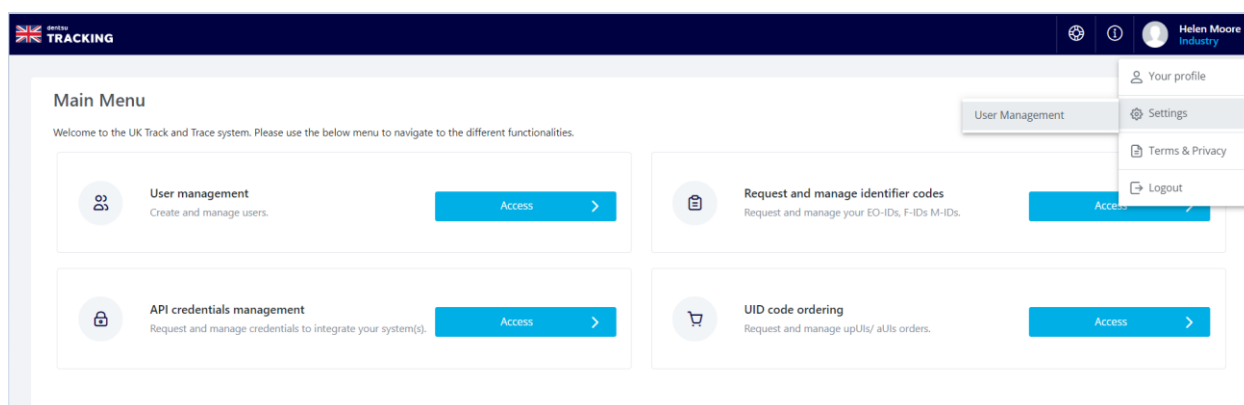 dentsu
TRACKING
Helen Moore
Industry
Your profile
Settings
User Management
Terms & Privacy
Logout
Main Menu
Welcome to the UK Track and Trace system. Please use the below menu to navigate to the different functionalities.
User management
Create and manage users.
Access
Request and manage identifier codes
Request and manage your EO-IDs, F-IDs M-IDs.
Access
API credentials management
Request and manage credentials to integrate your system(s).
Access
UID code ordering
Request and manage upUIs/ aUIs orders.
Access